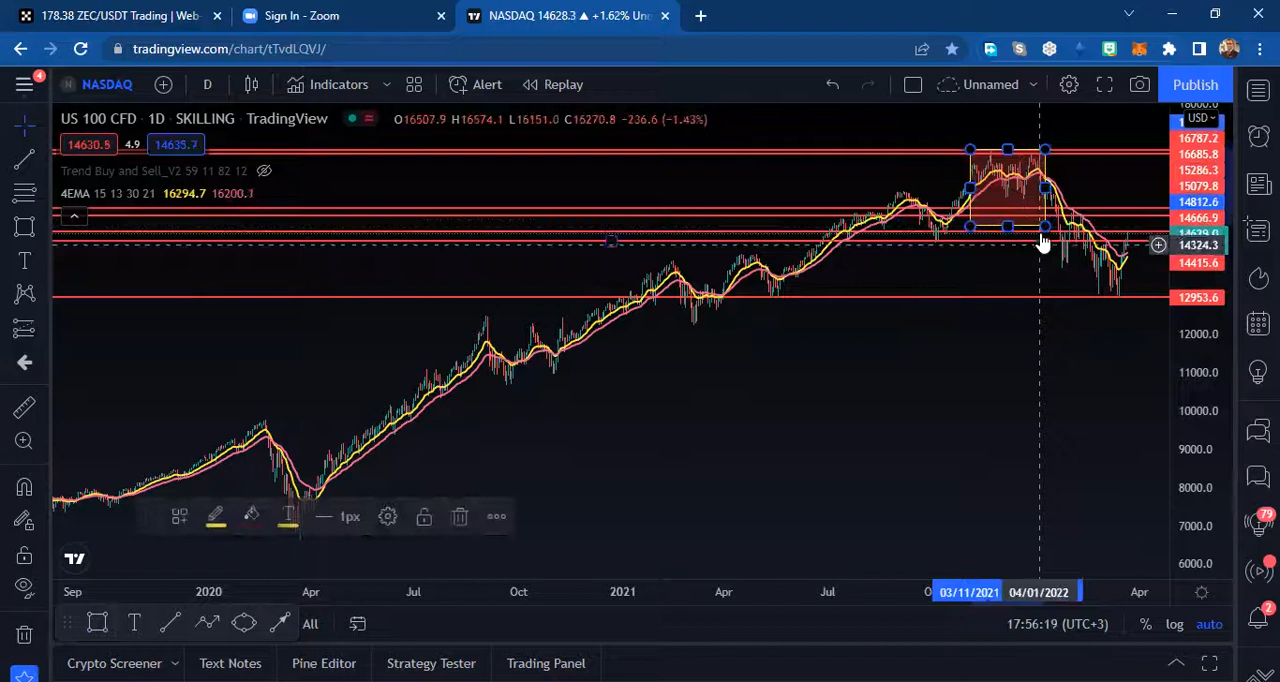 178.38 ZEC/USDT Trading | Web-
Sign In - Zoom
NASDAQ 14628.3 ▲ +1.62% Un
tradingview.com/chart/tTvdLQVJ/
4
NASDAQ
D
Indicators
Alert
Replay
Unnamed
Publish
US 100 CFD · 1D · SKILLING · TradingView
O16507.9 H16574.1 L16151.0 C16270.8 -236.6 (-1.43%)
14630.5 4.9 14635.7
Trend Buy and Sell_V2 59 11 82 12
4EMA 15 13 30 21 16294.7 16200.7
18000.0
USD
16787.2
16685.8
15286.3
15079.8
14812.6
14666.9
14639.0
14324.3
14415.6
12953.6
12000.0
11000.0
10000.0
9000.0
8000.0
7000.0
6000.0
1px
79
Sep 2020 Apr Jul Oct 2021 Apr Jul 03/11/2021 04/01/2022 Apr
All
17:56:19 (UTC+3) % log auto
2
Crypto Screener
Text Notes
Pine Editor
Strategy Tester
Trading Panel